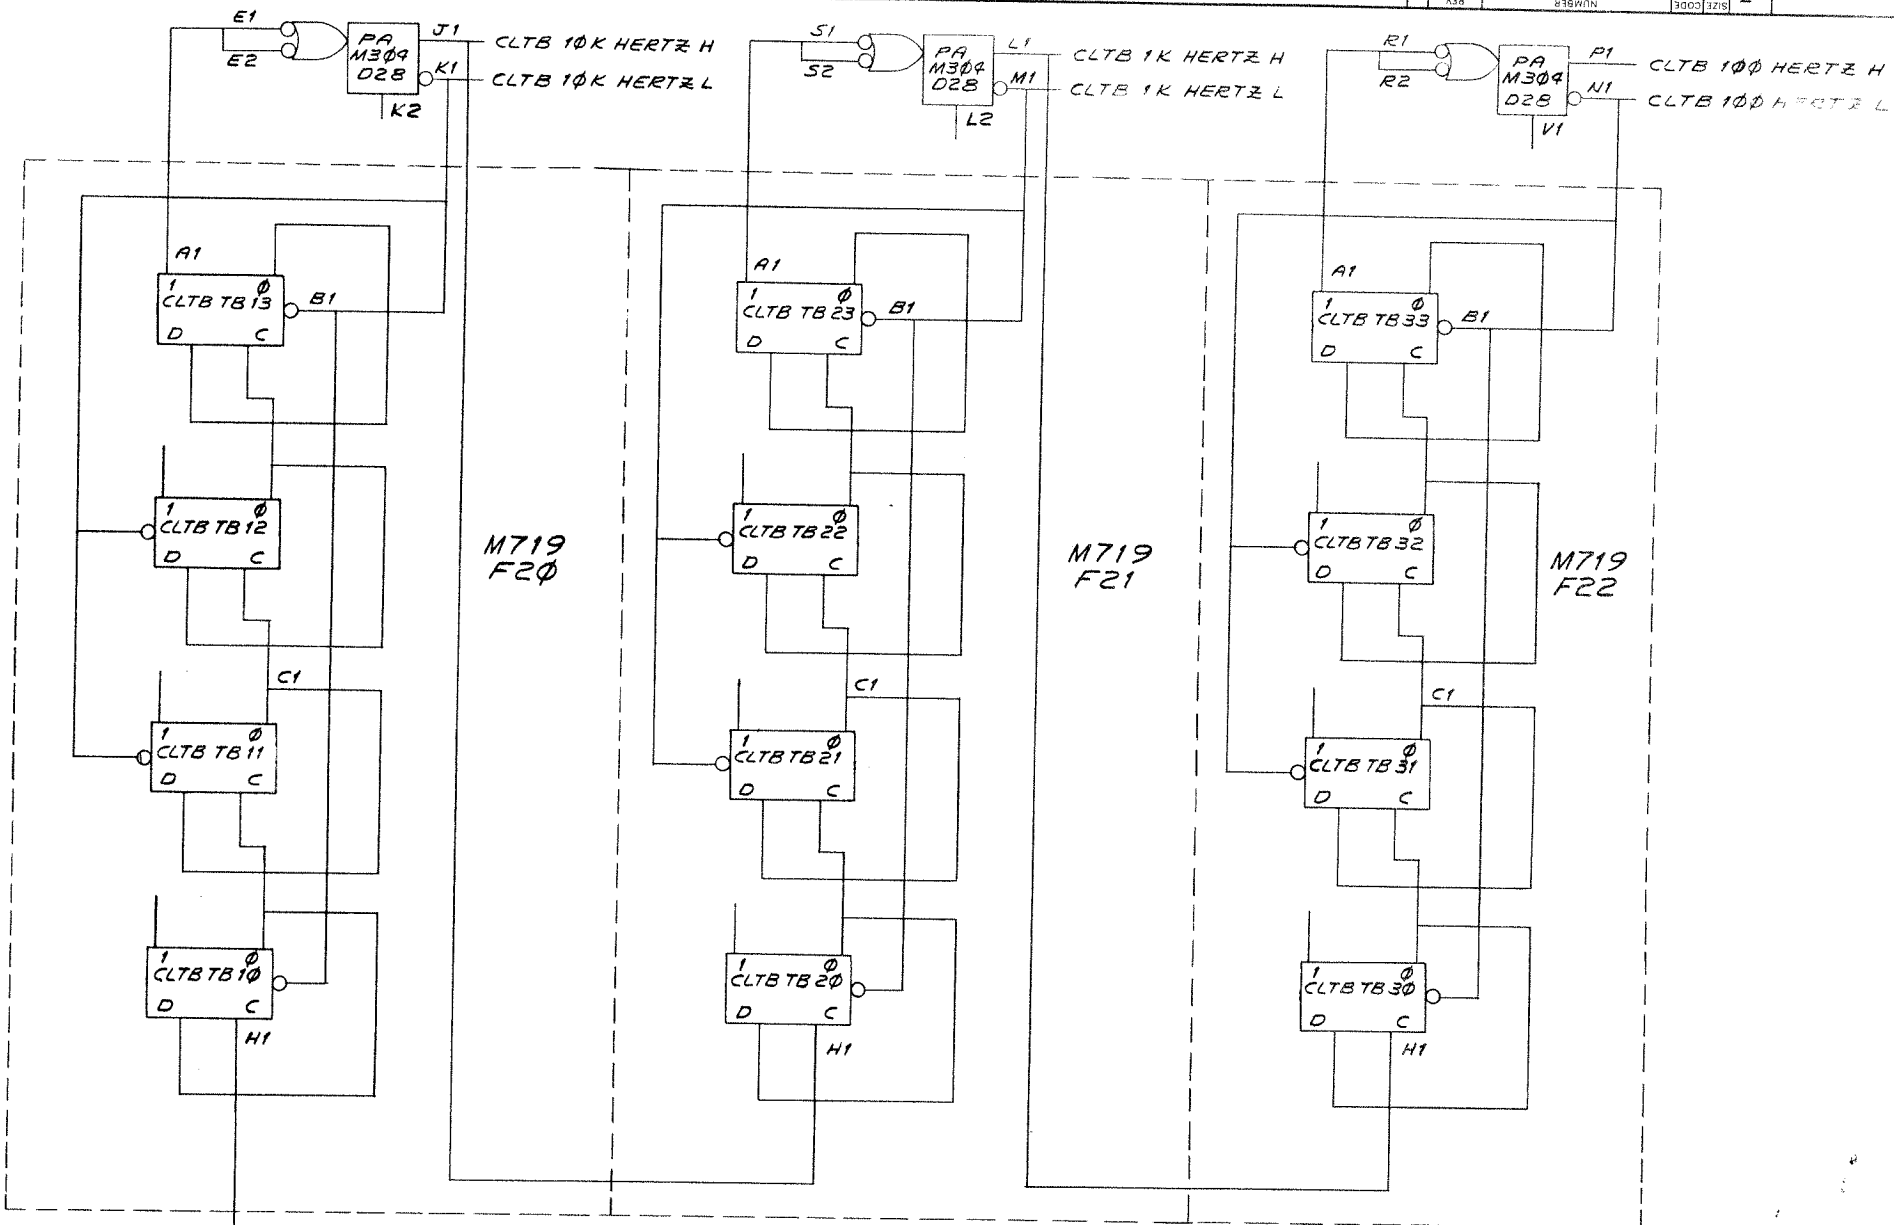 REV
NUMBER
SIZE CODE
E1
E2
PA
M3Ø4
D28
J1
CLTB 1ØK HERTZ H
K1
CLTB 1ØK HERTZ L
K2
S1
S2
PA
M3Ø4
D28
L1
CLTB 1K HERTZ H
M1
CLTB 1K HERTZ L
L2
R1
R2
PA
M3Ø4
D28
P1
CLTB 1ØØ HERTZ H
N1
CLTB 1ØØ HERTZ L
V1
A1
1 Ø
CLTB TB 13
D C
B1
1 Ø
CLTB TB 12
D C
C1
1 Ø
CLTB TB 11
D C
1 Ø
CLTB TB 1Ø
D C
H1
M719
F2Ø
A1
1 Ø
CLTB TB 23
D C
B1
1 Ø
CLTB TB 22
D C
C1
1 Ø
CLTB TB 21
D C
1 Ø
CLTB TB 2Ø
D C
H1
M719
F21
A1
1 Ø
CLTB TB 33
D C
B1
1 Ø
CLTB TB 32
D C
C1
1 Ø
CLTB TB 31
D C
1 Ø
CLTB TB 3Ø
D C
H1
M719
F22